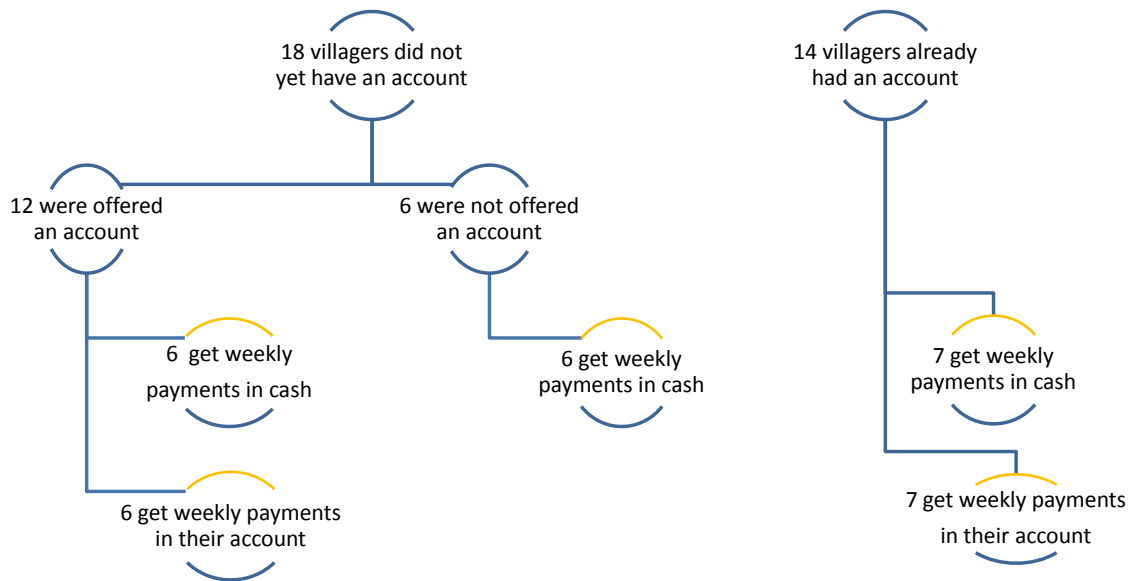 18 villagers did not
yet have an account
14 villagers already
had an account
12 were offered
an account
6 were not offered
an account
6 get weekly
payments in cash
6 get weekly
payments in cash
7 get weekly
payments in cash
6 get weekly payments
in their account
7 get weekly payments
in their account